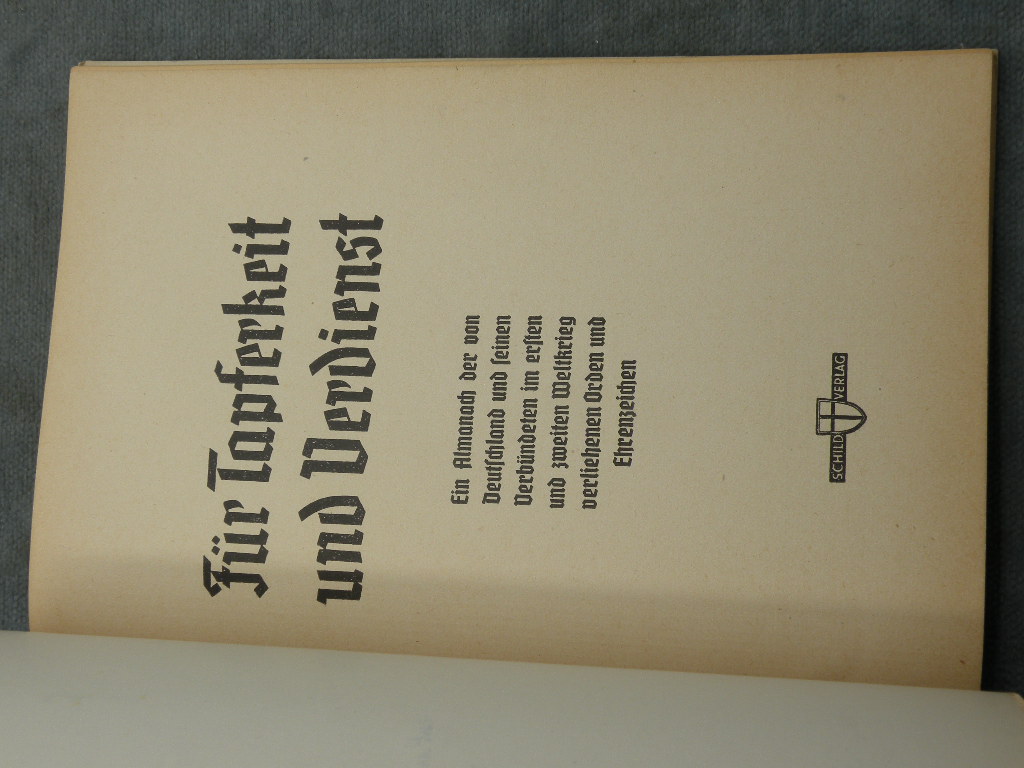 Für Tapferkeit
und Verdienst
Ein Almanach der von
Deutschland und seinen
Verbündeten im ersten
und zweiten Weltkrieg
verliehenen Orden und
Ehrenzeichen
SCHILD VERLAG